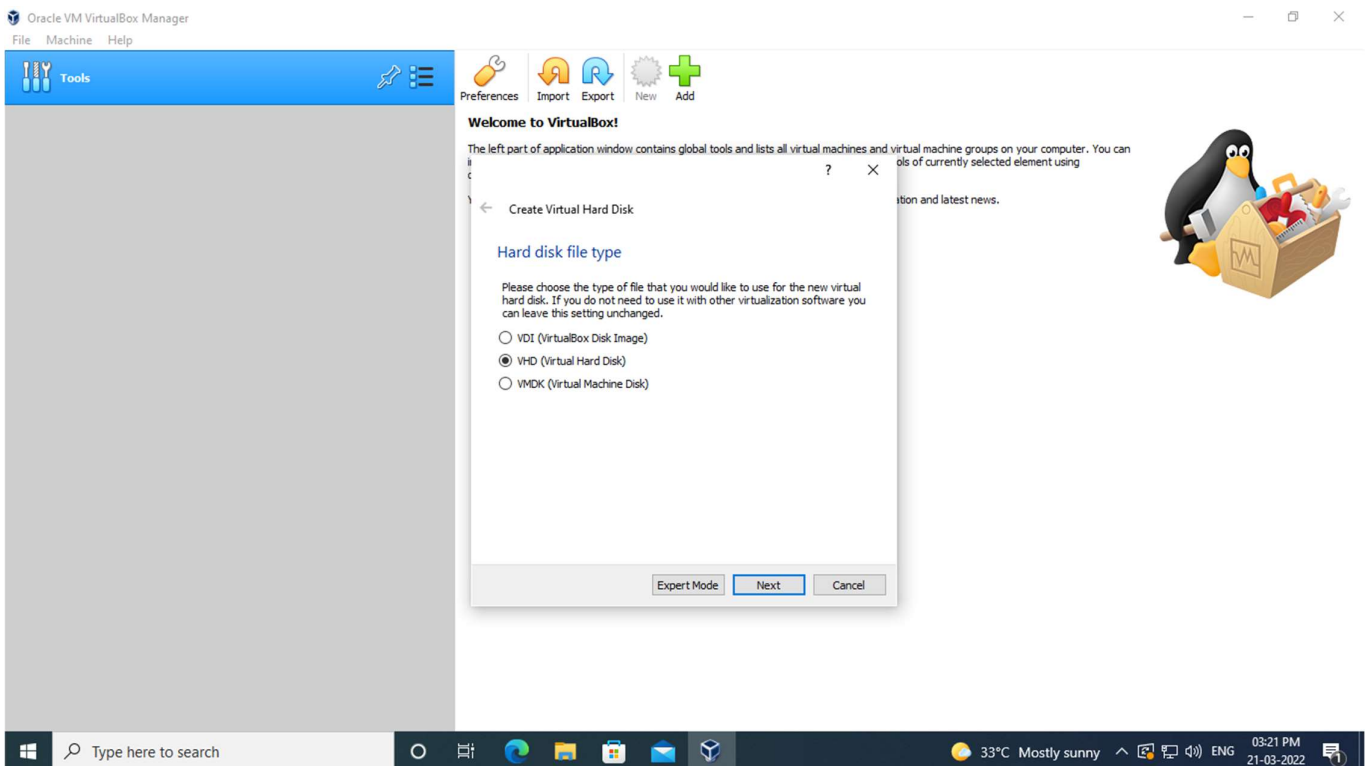 Oracle VM VirtualBox Manager
File Machine Help
Tools
Preferences Import Export New Add
Welcome to VirtualBox!
The left part of application window contains global tools and lists all virtual machines and virtual machine groups on your computer. You can
ols of currently selected element using
tion and latest news.
?
Create Virtual Hard Disk
Hard disk file type
Please choose the type of file that you would like to use for the new virtual
hard disk. If you do not need to use it with other virtualization software you
can leave this setting unchanged.
VDI (VirtualBox Disk Image)
VHD (Virtual Hard Disk)
VMDK (Virtual Machine Disk)
Expert Mode Next Cancel
Type here to search
33°C Mostly sunny
ENG
03:21 PM
21-03-2022
1